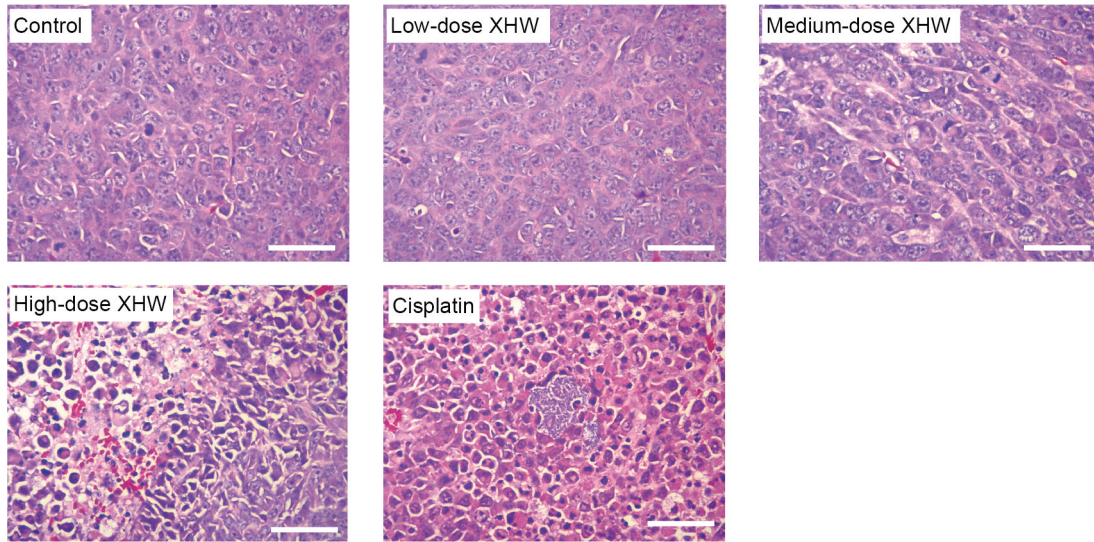 Control
Low-dose XHW
Medium-dose XHW
High-dose XHW
Cisplatin